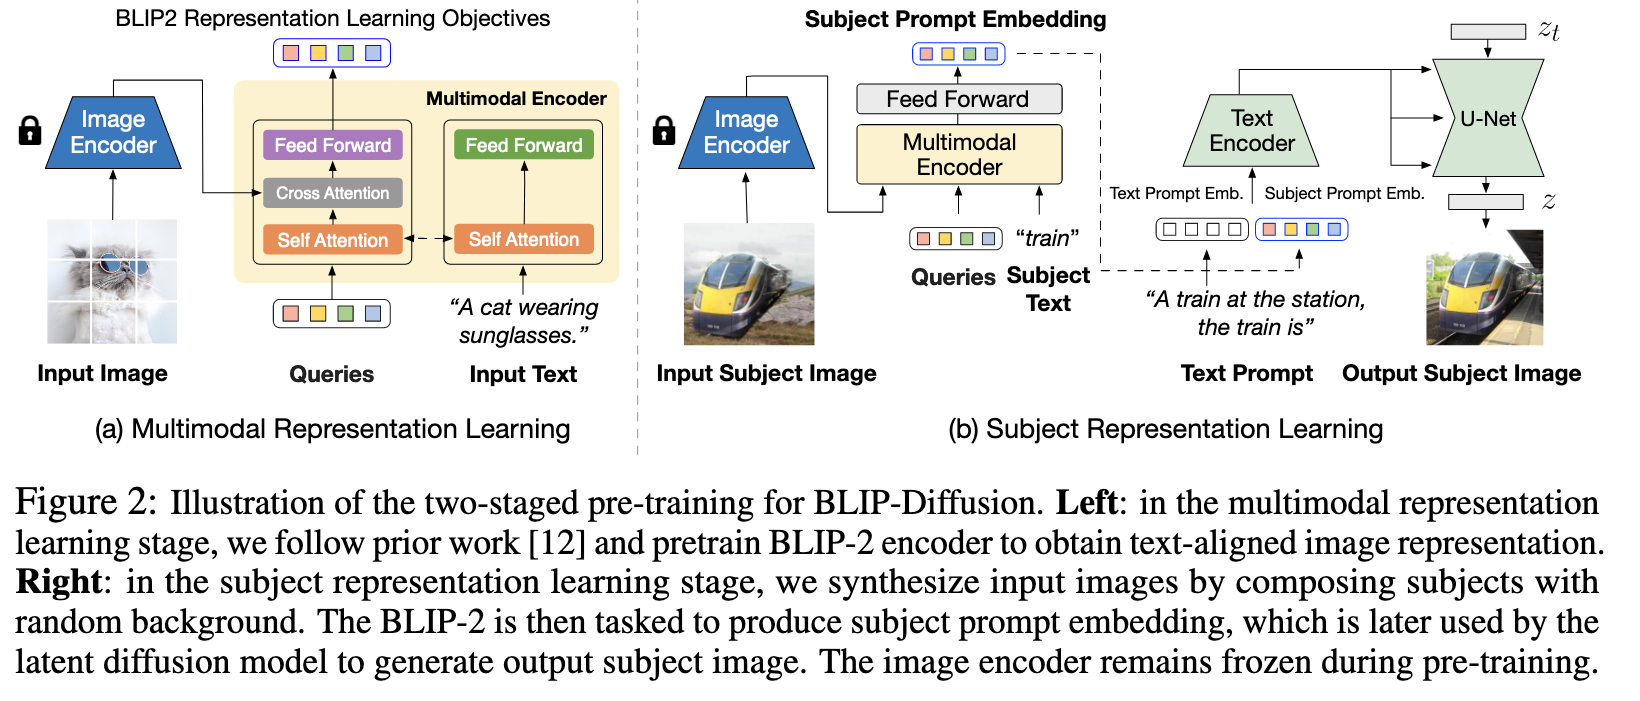 BLIP2 Representation Learning Objectives
Multimodal Encoder
Image
Encoder
Feed Forward
Feed Forward
Cross Attention
Self Attention
Self Attention
“A cat wearing
sunglasses.”
Input Image
Queries
Input Text
(a) Multimodal Representation Learning
Subject Prompt Embedding
Feed Forward
Image
Encoder
Multimodal
Encoder
“train”
Queries
Subject
Text
Input Subject Image
Text
Encoder
Text Prompt Emb.
Subject Prompt Emb.
“A train at the station,
the train is”
Text Prompt
zt
U-Net
z
Output Subject Image
(b) Subject Representation Learning
Figure 2: Illustration of the two-staged pre-training for BLIP-Diffusion. Left: in the multimodal representation
learning stage, we follow prior work [12] and pretrain BLIP-2 encoder to obtain text-aligned image representation.
Right: in the subject representation learning stage, we synthesize input images by composing subjects with
random background. The BLIP-2 is then tasked to produce subject prompt embedding, which is later used by the
latent diffusion model to generate output subject image. The image encoder remains frozen during pre-training.